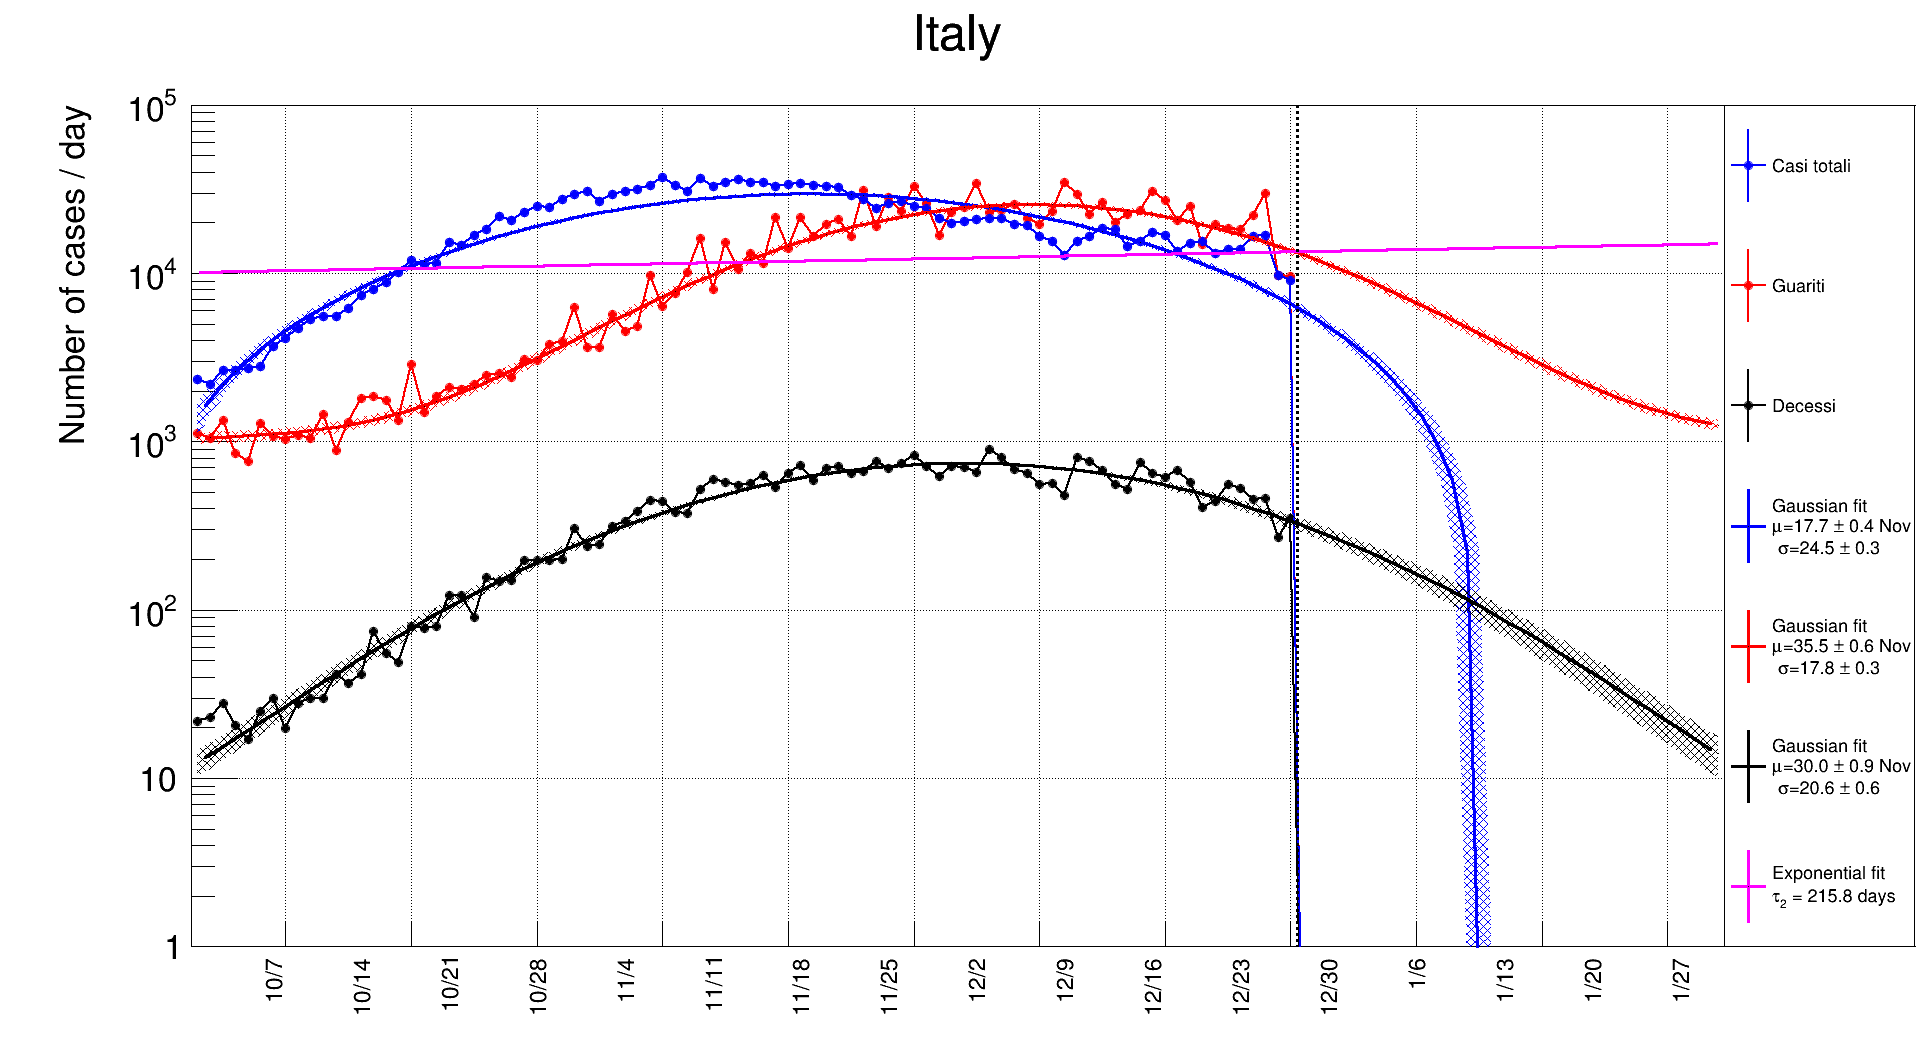 Italy
Number of cases / day
10^5
10^4
10^3
10^2
10
1
10/7
10/14
10/21
10/28
11/4
11/11
11/18
11/25
12/2
12/9
12/16
12/23
12/30
1/6
1/13
1/20
1/27
Casi totali
Guariti
Decessi
Gaussian fit
μ=17.7 ± 0.4 Nov
σ=24.5 ± 0.3
Gaussian fit
μ=35.5 ± 0.6 Nov
σ=17.8 ± 0.3
Gaussian fit
μ=30.0 ± 0.9 Nov
σ=20.6 ± 0.6
Exponential fit
τ₂ = 215.8 days